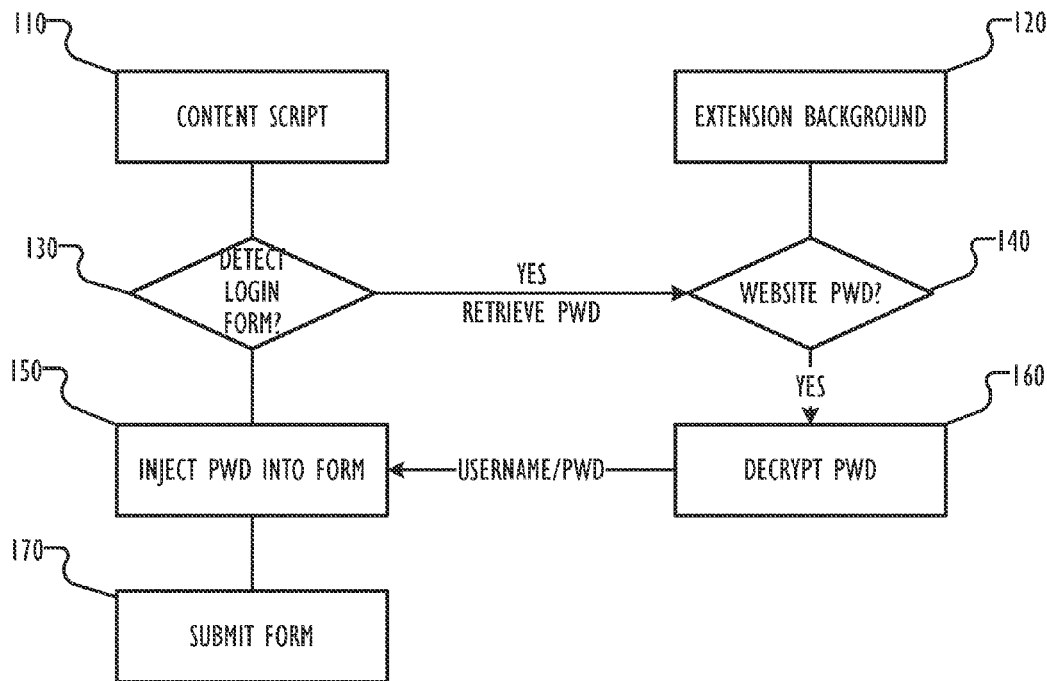 110
120
CONTENT SCRIPT
EXTENSION BACKGROUND
130
DETECT
LOGIN
FORM?
YES
RETRIEVE PWD
140
WEBSITE PWD?
YES
150
160
INJECT PWD INTO FORM
USERNAME/PWD
DECRYPT PWD
170
SUBMIT FORM